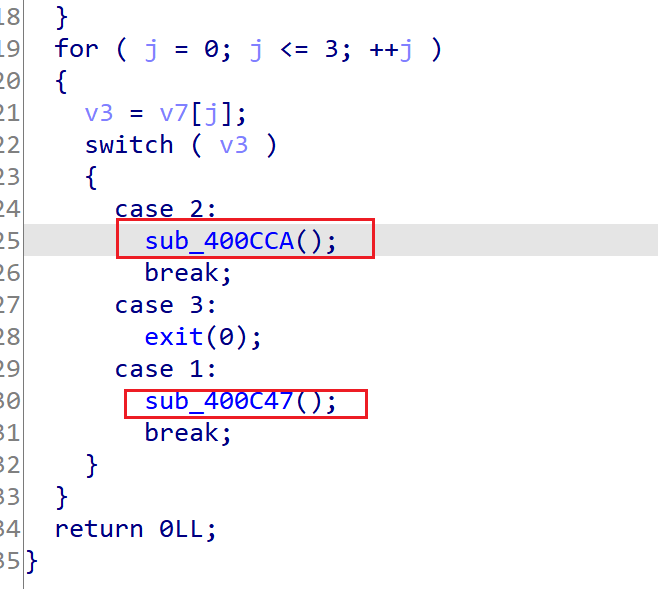 18   }
19   for ( j = 0; j <= 3; ++j )
20   {
21     v3 = v7[j];
22     switch ( v3 )
23     {
24       case 2:
25         sub_400CCA();
26         break;
27       case 3:
28         exit(0);
29       case 1:
30         sub_400C47();
31         break;
32     }
33   }
34   return 0LL;
35 }